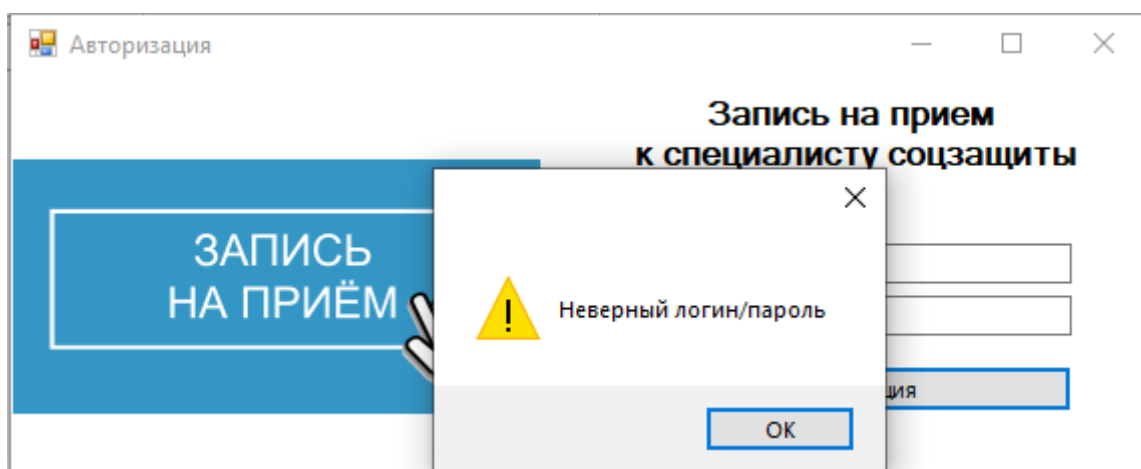 Авторизация
Запись на прием
к специалисту соцзащиты
ЗАПИСЬ
НА ПРИЁМ
Неверный логин/пароль
ОК